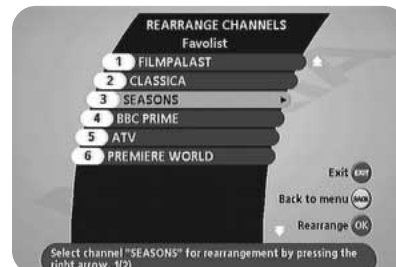 REARRANGE CHANNELS
Favolist
1 FILMPALAST
2 CLASSICA
3 SEASONS
4 BBC PRIME
5 ATV
6 PREMIERE WORLD
Exit EXIT
Back to menu BACK
Rearrange OK
Select channel "SEASONS" for rearrangement by pressing the
right arrow. 1(2)